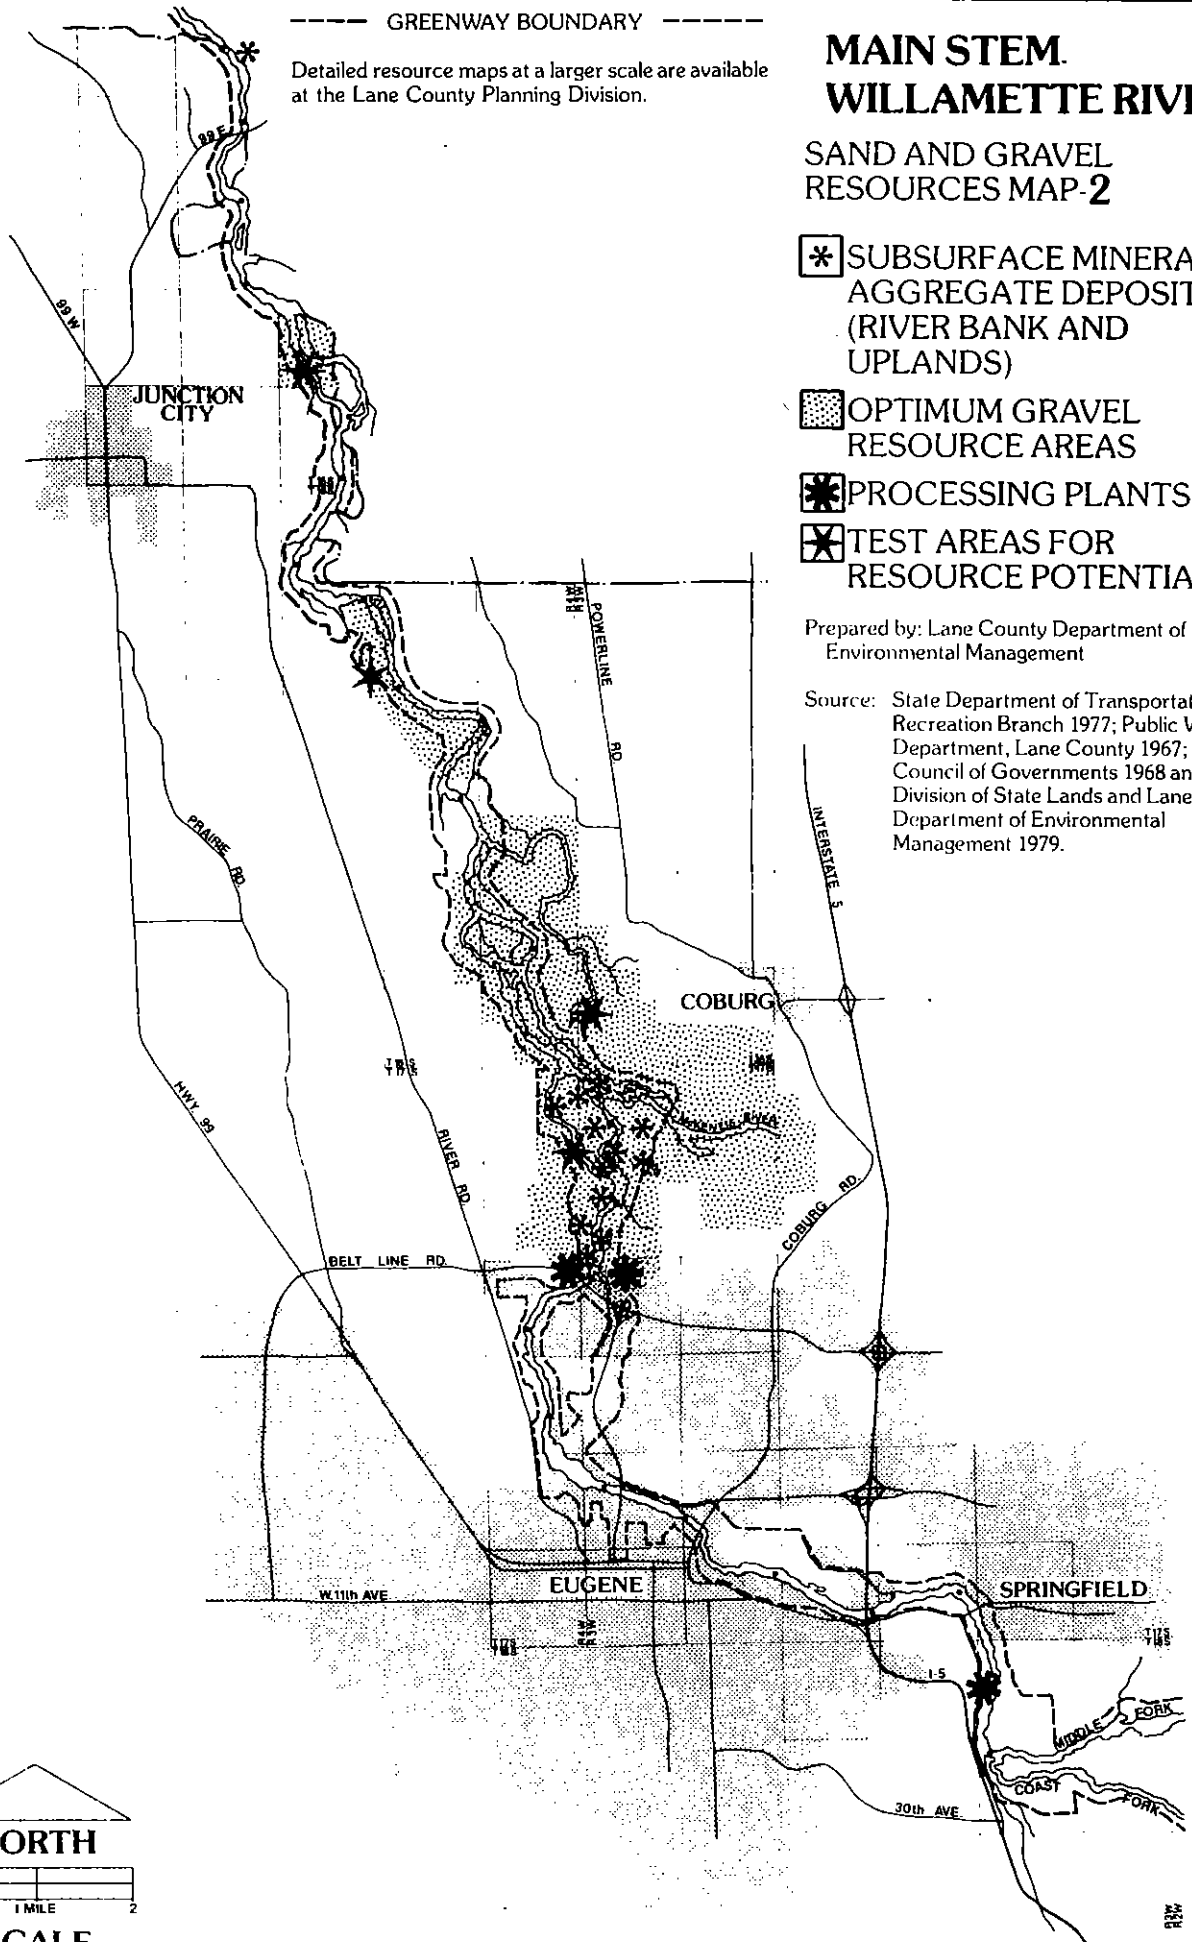 GREENWAY BOUNDARY
Detailed resource maps at a larger scale are available
at the Lane County Planning Division.
MAIN STEM.
WILLAMETTE RIV
SAND AND GRAVEL
RESOURCES MAP-2
SUBSURFACE MINERA
AGGREGATE DEPOSIT
(RIVER BANK AND
UPLANDS)
OPTIMUM GRAVEL
RESOURCE AREAS
PROCESSING PLANTS
TEST AREAS FOR
RESOURCE POTENTIA
Prepared by: Lane County Department of
Environmental Management
Source: State Department of Transporta
Recreation Branch 1977; Public
Department, Lane County 1967;
Council of Governments 1968 an
Division of State Lands and Lane
Department of Environmental
Management 1979.
99 E
99 W
JUNCTION
CITY
POWERLINE
RD
INTERSTATE 5
PRAIRIE RD.
COBURG
HWY. 99
RIVER RD.
McKENZIE RIVER
COBURG RD.
BELT LINE RD.
EUGENE
W.11th AVE
SPRINGFIELD
I-5
MIDDLE FORK
COAST FORK
30th AVE.
ORTH
1 MILE 2
CALE